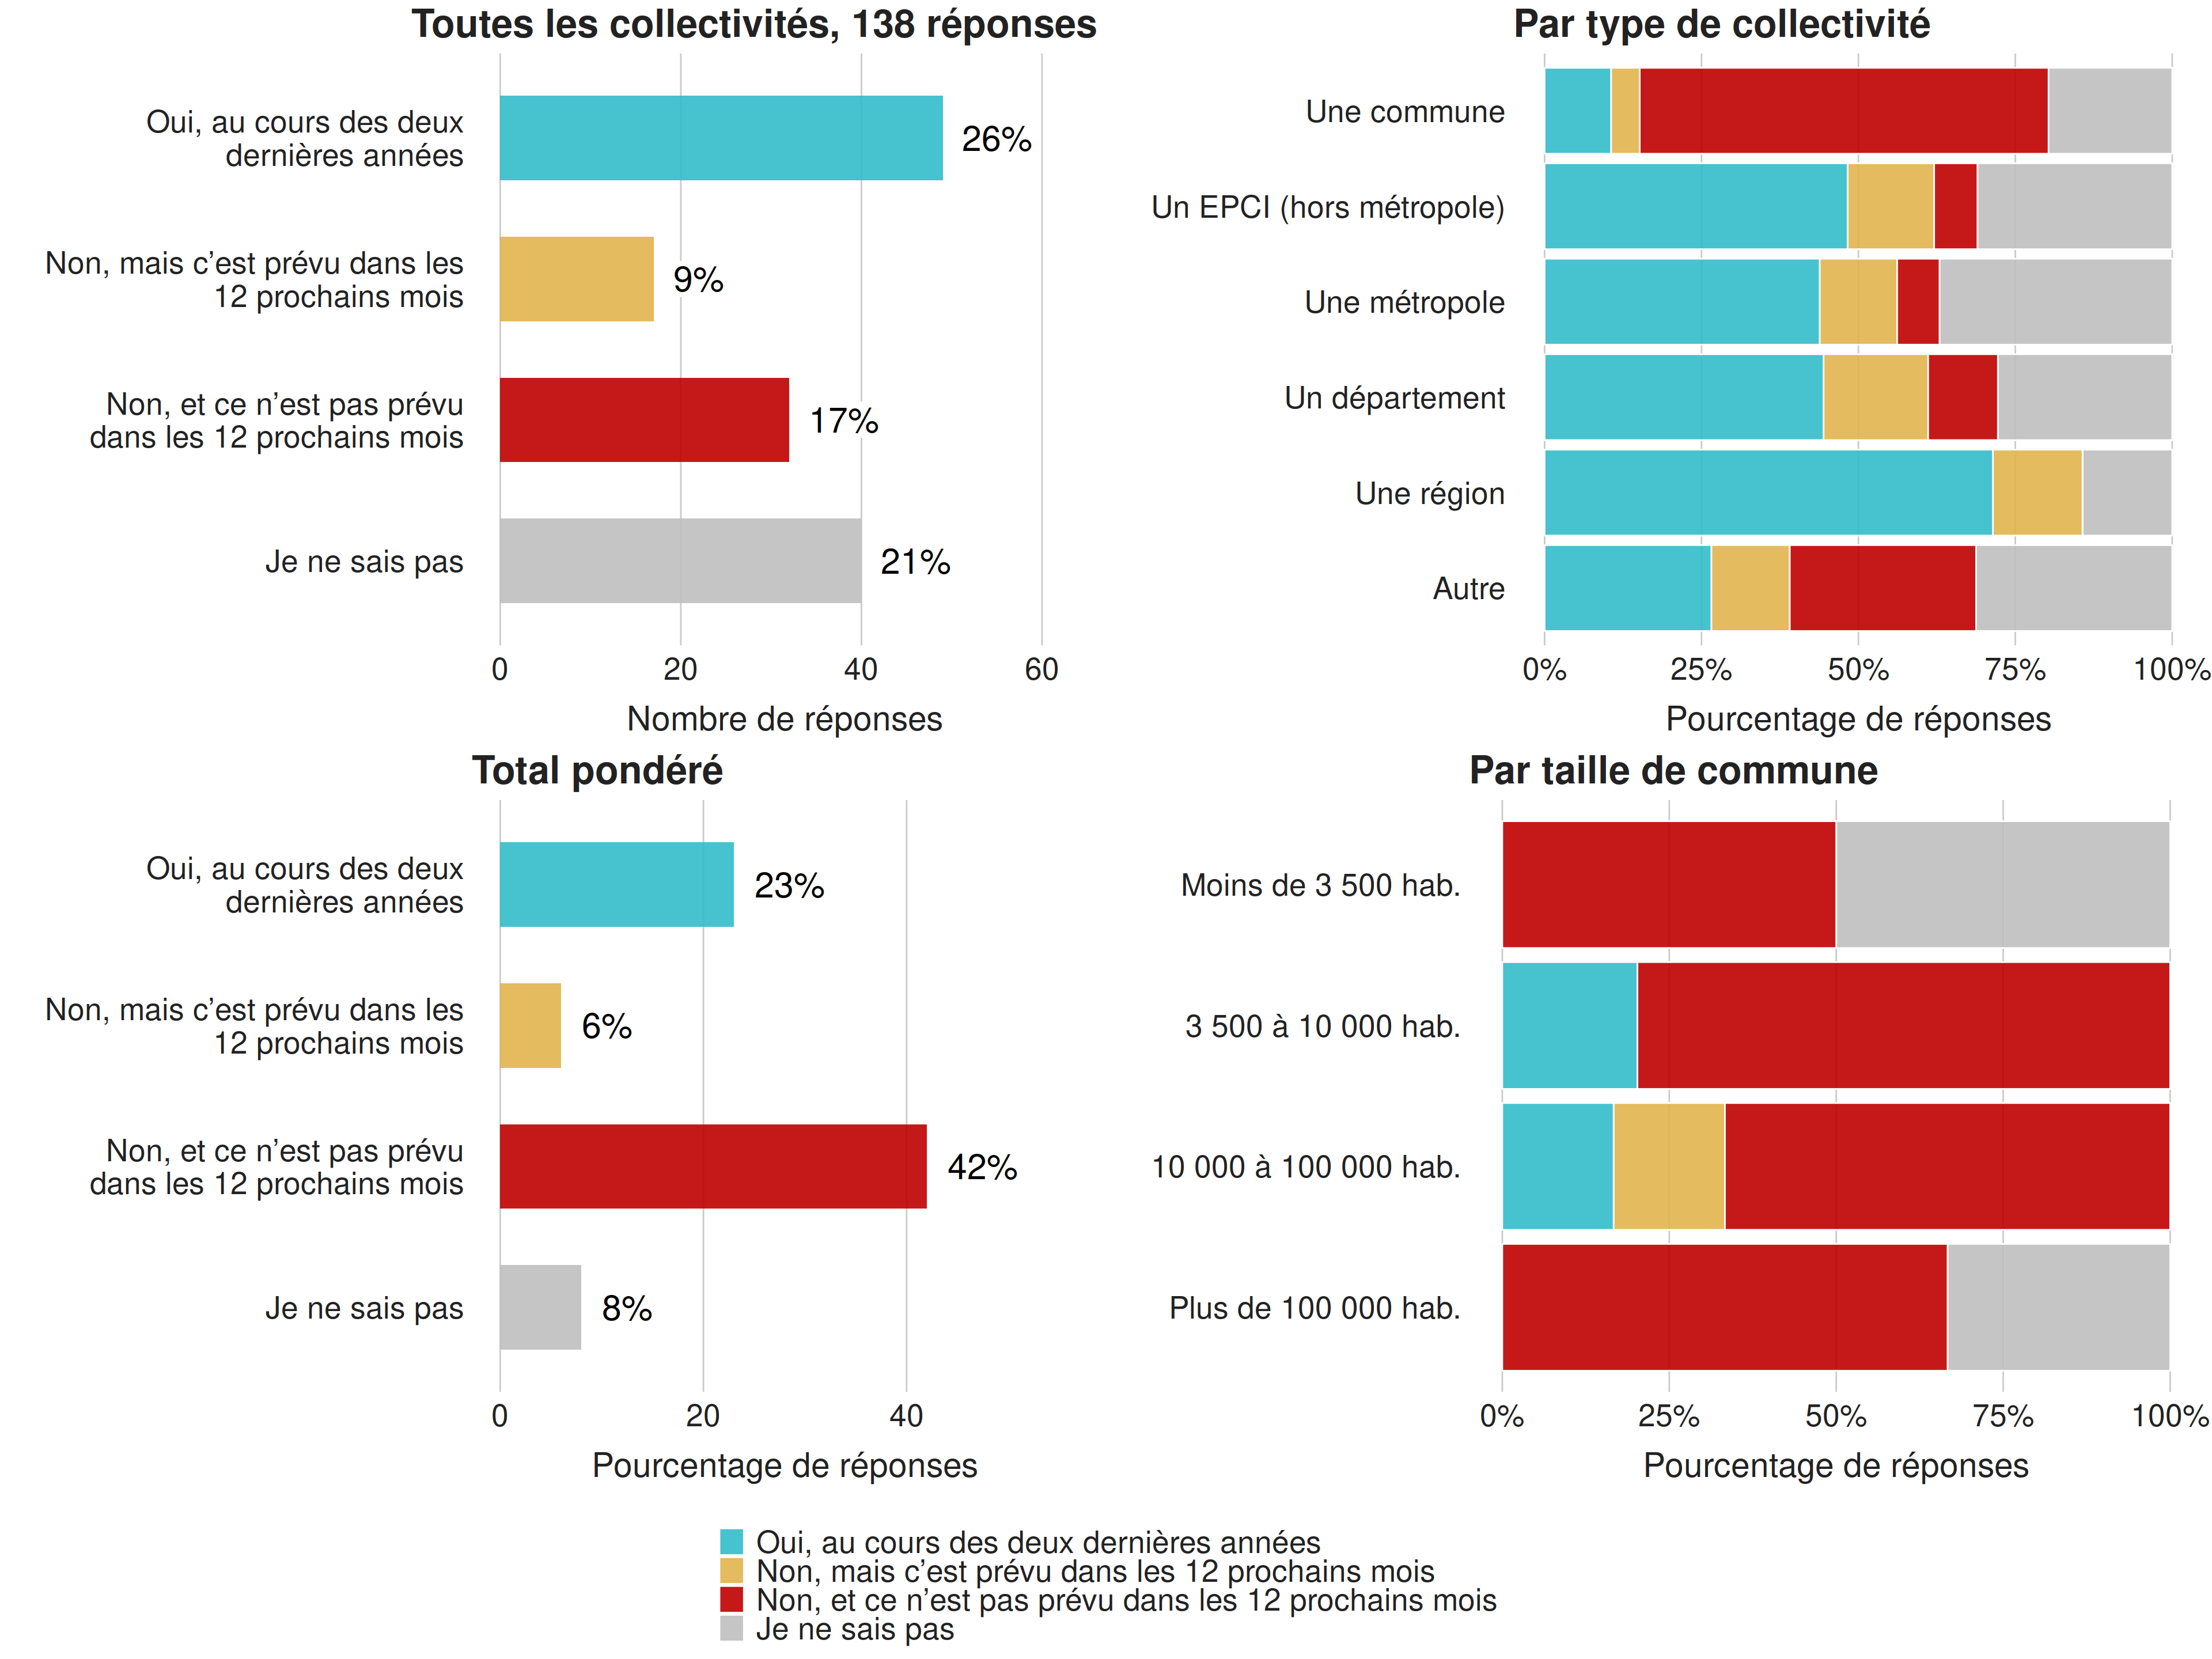 Toutes les collectivités, 138 réponses
Oui, au cours des deux
dernières années
26%
Non, mais c’est prévu dans les
12 prochains mois
9%
Non, et ce n’est pas prévu
dans les 12 prochains mois
17%
Je ne sais pas
21%
0 20 40 60
Nombre de réponses
Par type de collectivité
Une commune
Un EPCI (hors métropole)
Une métropole
Un département
Une région
Autre
0% 25% 50% 75% 100%
Pourcentage de réponses
Total pondéré
Oui, au cours des deux
dernières années
23%
Non, mais c’est prévu dans les
12 prochains mois
6%
Non, et ce n’est pas prévu
dans les 12 prochains mois
42%
Je ne sais pas
8%
0 20 40
Pourcentage de réponses
Par taille de commune
Moins de 3 500 hab.
3 500 à 10 000 hab.
10 000 à 100 000 hab.
Plus de 100 000 hab.
0% 25% 50% 75% 100%
Pourcentage de réponses
Oui, au cours des deux dernières années
Non, mais c’est prévu dans les 12 prochains mois
Non, et ce n’est pas prévu dans les 12 prochains mois
Je ne sais pas